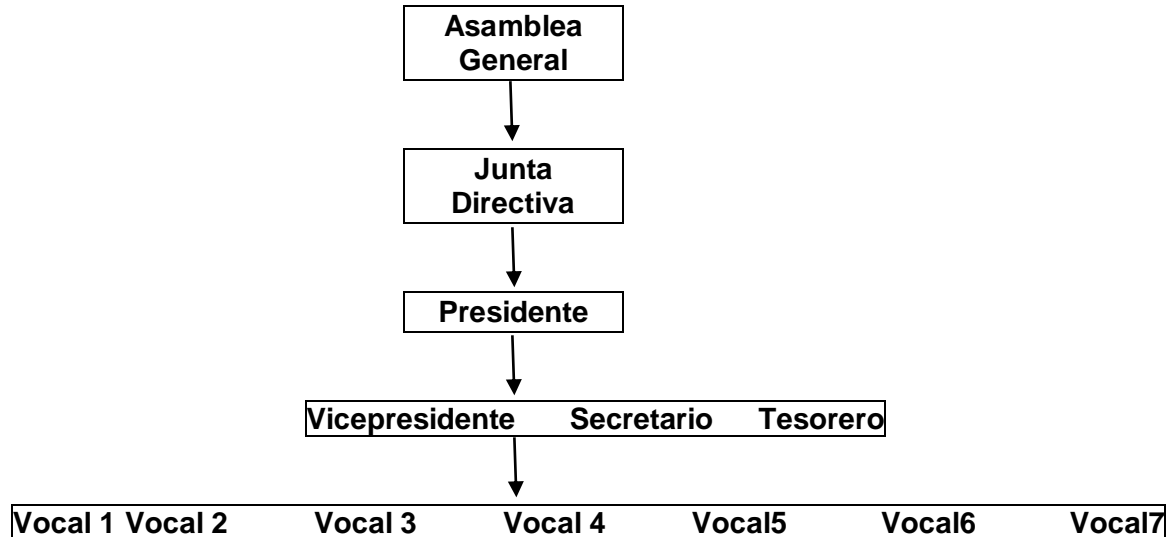 Asamblea
General
Junta
Directiva
Presidente
Vicepresidente Secretario Tesorero
Vocal 1 Vocal 2 Vocal 3 Vocal 4 Vocal5 Vocal6 Vocal7